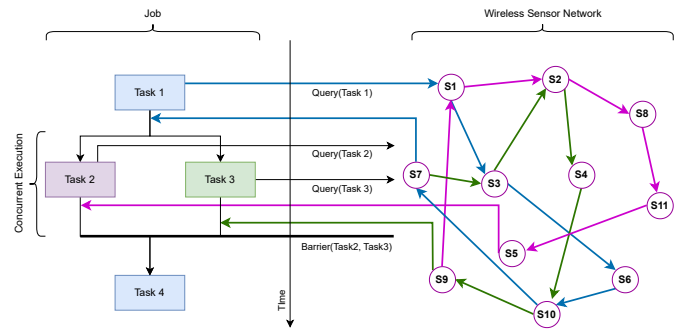 Job
Wireless Sensor Network
Task 1
Query(Task 1)
S1
S2
S8
Concurrent Execution
Query(Task 2)
Task 2
Task 3
Query(Task 3)
S7
S3
S4
S11
Barrier(Task2, Task3)
S5
S9
S6
Task 4
Time
S10